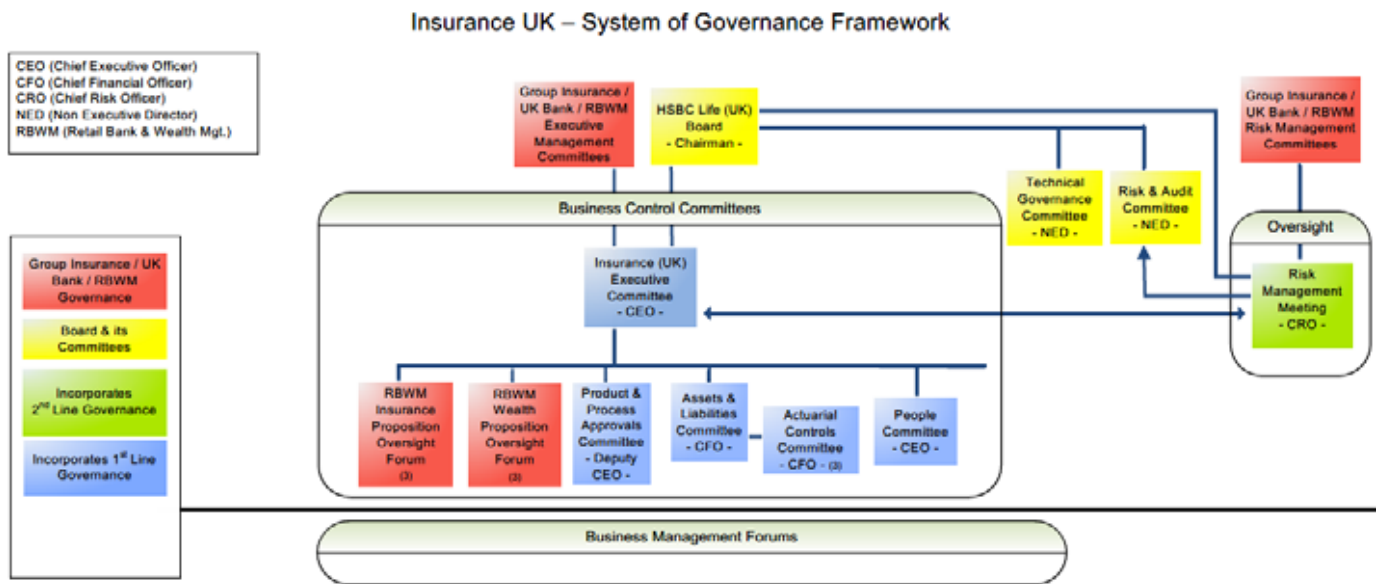 Insurance UK – System of Governance Framework
CEO (Chief Executive Officer)
CFO (Chief Financial Officer)
CRO (Chief Risk Officer)
NED (Non Executive Director)
RBWM (Retail Bank & Wealth Mgt.)
Group Insurance /
UK Bank / RBWM
Executive
Management
Committees
HSBC Life (UK)
Board
- Chairman -
Group Insurance /
UK Bank / RBWM
Risk Management
Committees
Technical
Governance
Committee
- NED -
Risk & Audit
Committee
- NED -
Business Control Committees
Oversight
Insurance (UK)
Executive
Committee
- CEO -
Risk
Management
Meeting
- CRO -
Group Insurance / UK
Bank / RBWM
Governance
Board & its
Committees
Incorporates
2nd Line Governance
Incorporates 1st Line
Governance
RBWM
Insurance
Proposition
Oversight
Forum
(3)
RBWM
Wealth
Proposition
Oversight
Forum
(3)
Product &
Process
Approvals
Committee
- Deputy
CEO -
Assets &
Liabilities
Committee
- CFO -
Actuarial
Controls
Committee
- CFO - (3)
People
Committee
- CEO -
Business Management Forums